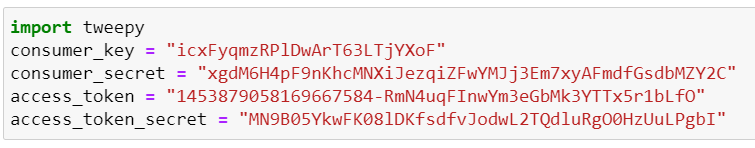 import tweepy
consumer_key = "icxFyqmzRPlDwArT63LTjYXoF"
consumer_secret = "xgdM6H4pF9nKhcMNXiJezqiZFwYMJj3Em7xyAFmdfGsdbMZY2C"
access_token = "1453879058169667584-RmN4uqFInwYm3eGbMk3YTTx5r1bLfO"
access_token_secret = "MN9B05YkwFK08lDKfsdfvJodwL2TQdluRgO0HzUuLPgbI"